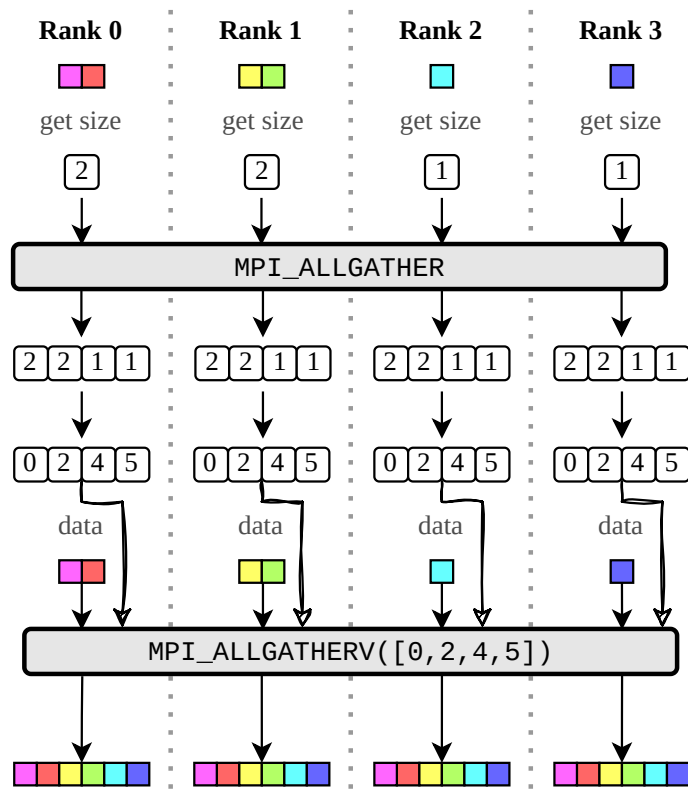 Rank 0 Rank 1 Rank 2 Rank 3
get size get size get size get size
2 2 1 1
MPI_ALLGATHER
2 2 1 1 2 2 1 1 2 2 1 1 2 2 1 1
0 2 4 5 0 2 4 5 0 2 4 5 0 2 4 5
data data data data
MPI_ALLGATHERV([0,2,4,5])